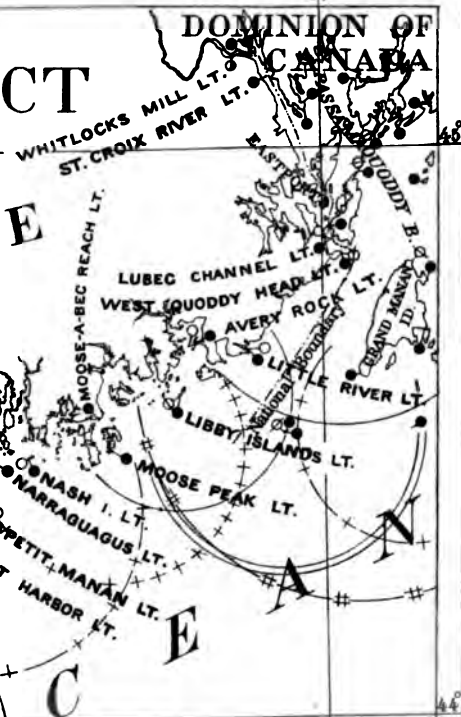 DOMINION OF
CANADA
CT
WHITLOCKS MILL LT.
ST. CROIX RIVER LT.
45°
PASSAMAQUODDY B.
EASTPORT
E
MOOSE-A-BEC REACH LT.
LUBEC CHANNEL LT.
WEST QUODDY HEAD LT.
AVERY ROCK LT.
GRAND MANAN
ID.
National Boundary
LITTLE RIVER LT.
LIBBY ISLANDS LT.
MOOSE PEAK LT.
NASH I. LT.
NARRAGUAGUS LT.
PETIT MANAN LT.
HARBOR LT.
C E A N
44°